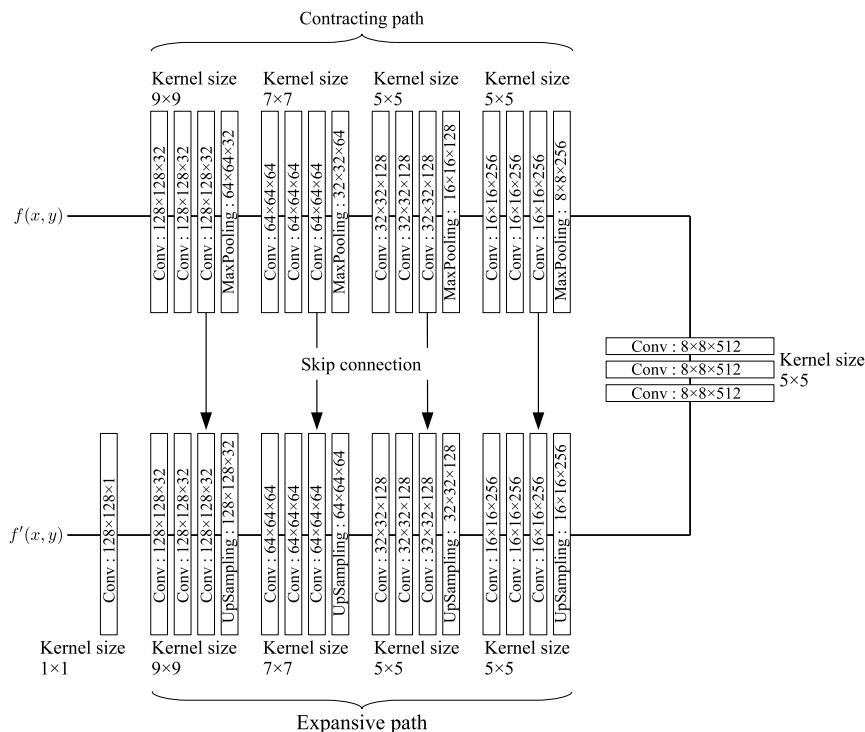 Contracting path
Kernel size
9×9
Kernel size
7×7
Kernel size
5×5
Kernel size
5×5
f(x, y)
Conv : 128×128×32
Conv : 128×128×32
Conv : 128×128×32
MaxPooling : 64×64×32
Conv : 64×64×64
Conv : 64×64×64
Conv : 64×64×64
MaxPooling : 32×32×64
Conv : 32×32×128
Conv : 32×32×128
Conv : 32×32×128
MaxPooling : 16×16×128
Conv : 16×16×256
Conv : 16×16×256
Conv : 16×16×256
MaxPooling : 8×8×256
Skip connection
Conv : 8×8×512
Conv : 8×8×512
Conv : 8×8×512
Kernel size
5×5
f′(x, y)
Conv : 128×128×1
Conv : 128×128×32
Conv : 128×128×32
Conv : 128×128×32
UpSampling : 128×128×32
Conv : 64×64×64
Conv : 64×64×64
Conv : 64×64×64
UpSampling : 64×64×64
Conv : 32×32×128
Conv : 32×32×128
Conv : 32×32×128
UpSampling : 32×32×128
Conv : 16×16×256
Conv : 16×16×256
Conv : 16×16×256
UpSampling : 16×16×256
Kernel size
1×1
Kernel size
9×9
Kernel size
7×7
Kernel size
5×5
Kernel size
5×5
Expansive path